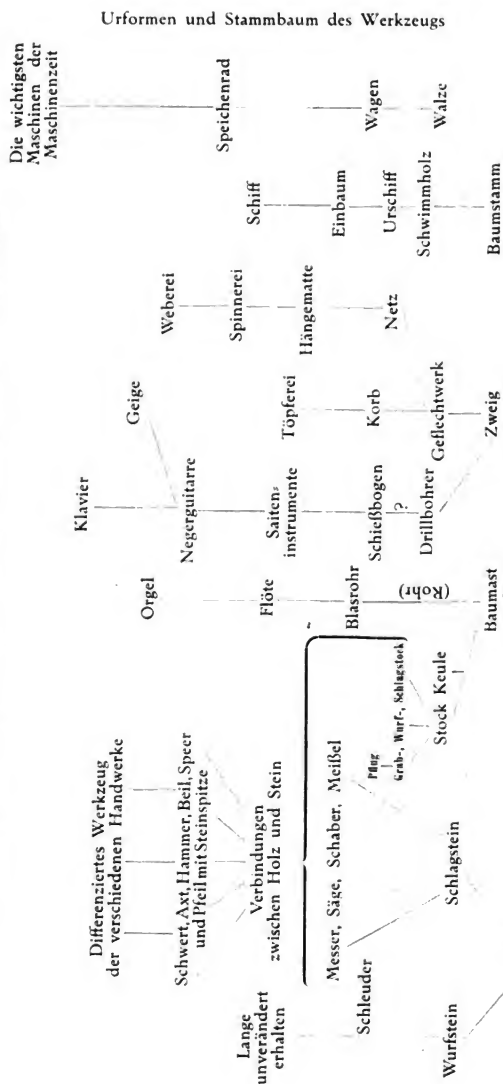 Urformen und Stammbaum des Werkzeugs
Die wichtigsten
Maschinen der
Maschinenzeit
Speichenrad
Wagen
Walze
Schiff
Einbaum
Urschiff
Schwimmholz
Baumstamm
Weberei
Spinnerei
Hängematte
Netz
Geige
Töpferei
Korb
Geflechtwerk
Zweig
Klavier
Negerguitarre
Saiten=
instrumente
Schießbogen
?
Drillbohrer
Orgel
Flöte
Blasrohr
(Rohr)
Baumast
Differenziertes Werkzeug
der verschiedenen Handwerke
Schwert, Axt, Hammer, Beil, Speer
und Pfeil mit Steinspitze
Verbindungen
zwischen Holz und Stein
Pflug
Grab-, Wurf-, Schlagstock
Stock Keule
Messer, Säge, Schaber, Meißel
Schlagstein
Lange
unverändert
erhalten
Schleuder
Wurfstein